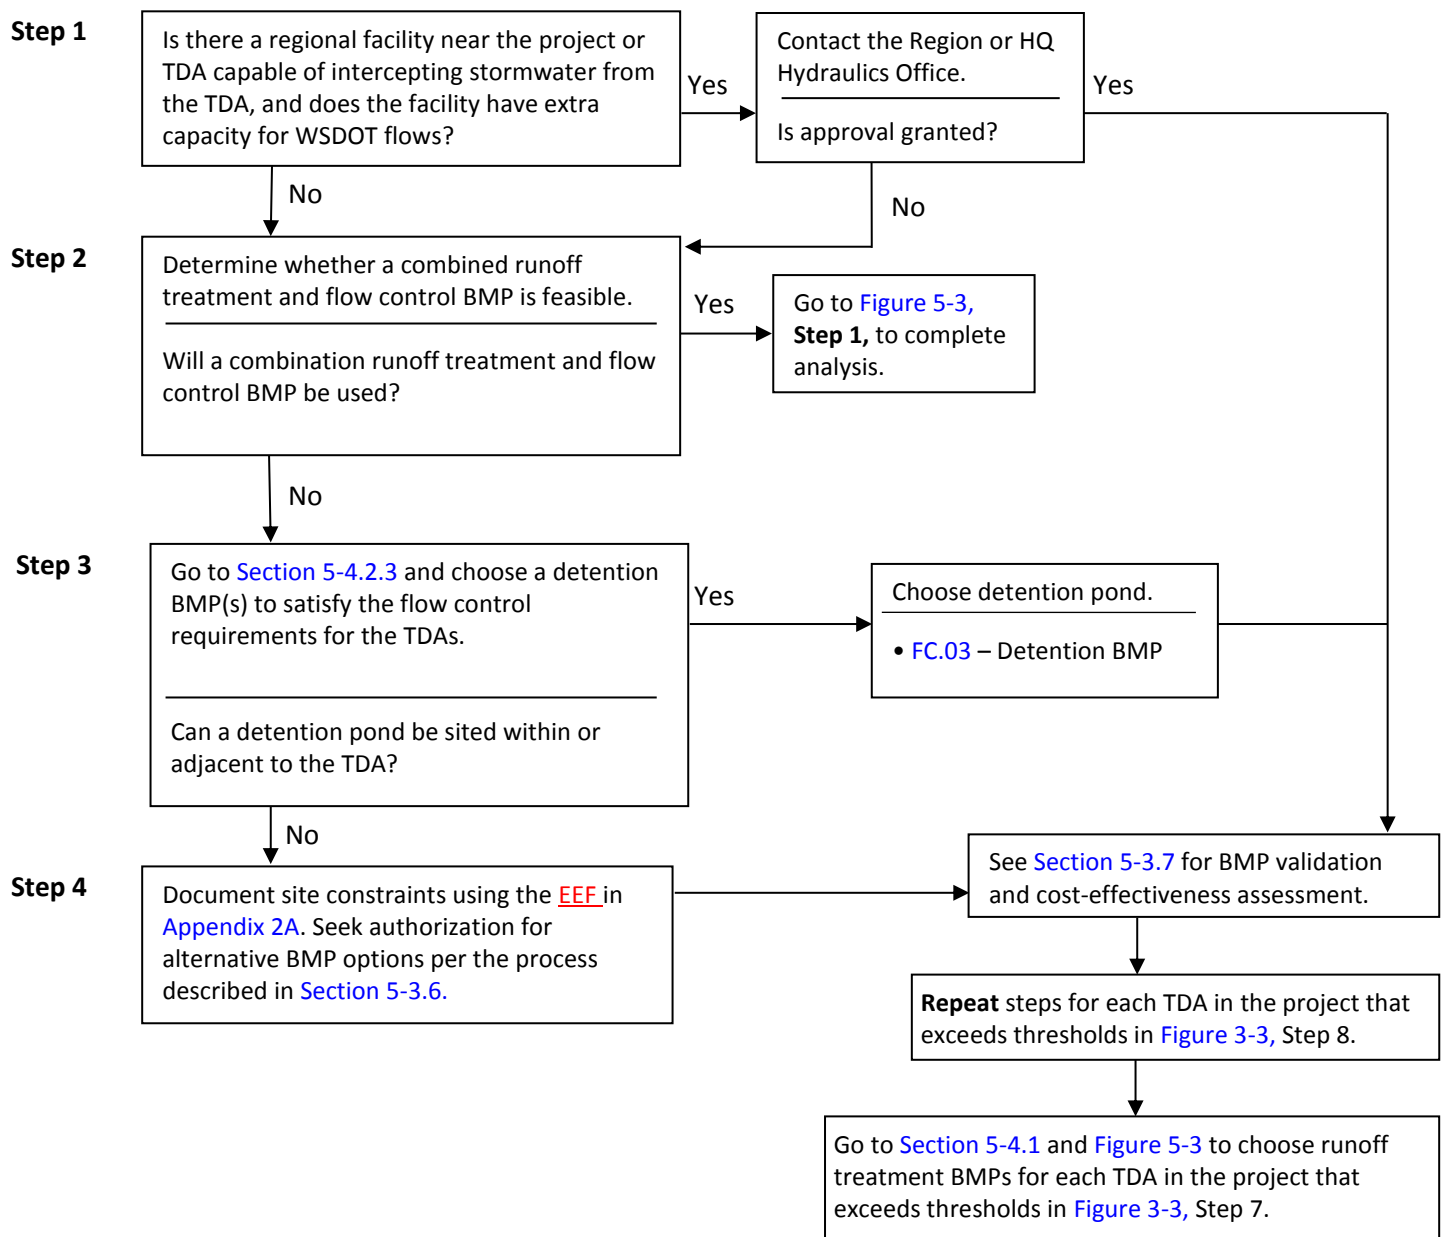 Step 1
Is there a regional facility near the project or
TDA capable of intercepting stormwater from
the TDA, and does the facility have extra
capacity for WSDOT flows?
Yes
Contact the Region or HQ
Hydraulics Office.
Is approval granted?
Yes
No
No
Step 2
Determine whether a combined runoff
treatment and flow control BMP is feasible.
Will a combination runoff treatment and flow
control BMP be used?
Yes
Go to Figure 5-3,
Step 1, to complete
analysis.
No
Step 3
Go to Section 5-4.2.3 and choose a detention
BMP(s) to satisfy the flow control
requirements for the TDAs.
Can a detention pond be sited within or
adjacent to the TDA?
Yes
Choose detention pond.
• FC.03 – Detention BMP
No
Step 4
Document site constraints using the EEF in
Appendix 2A. Seek authorization for
alternative BMP options per the process
described in Section 5-3.6.
See Section 5-3.7 for BMP validation
and cost-effectiveness assessment.
Repeat steps for each TDA in the project that
exceeds thresholds in Figure 3-3, Step 8.
Go to Section 5-4.1 and Figure 5-3 to choose runoff
treatment BMPs for each TDA in the project that
exceeds thresholds in Figure 3-3, Step 7.